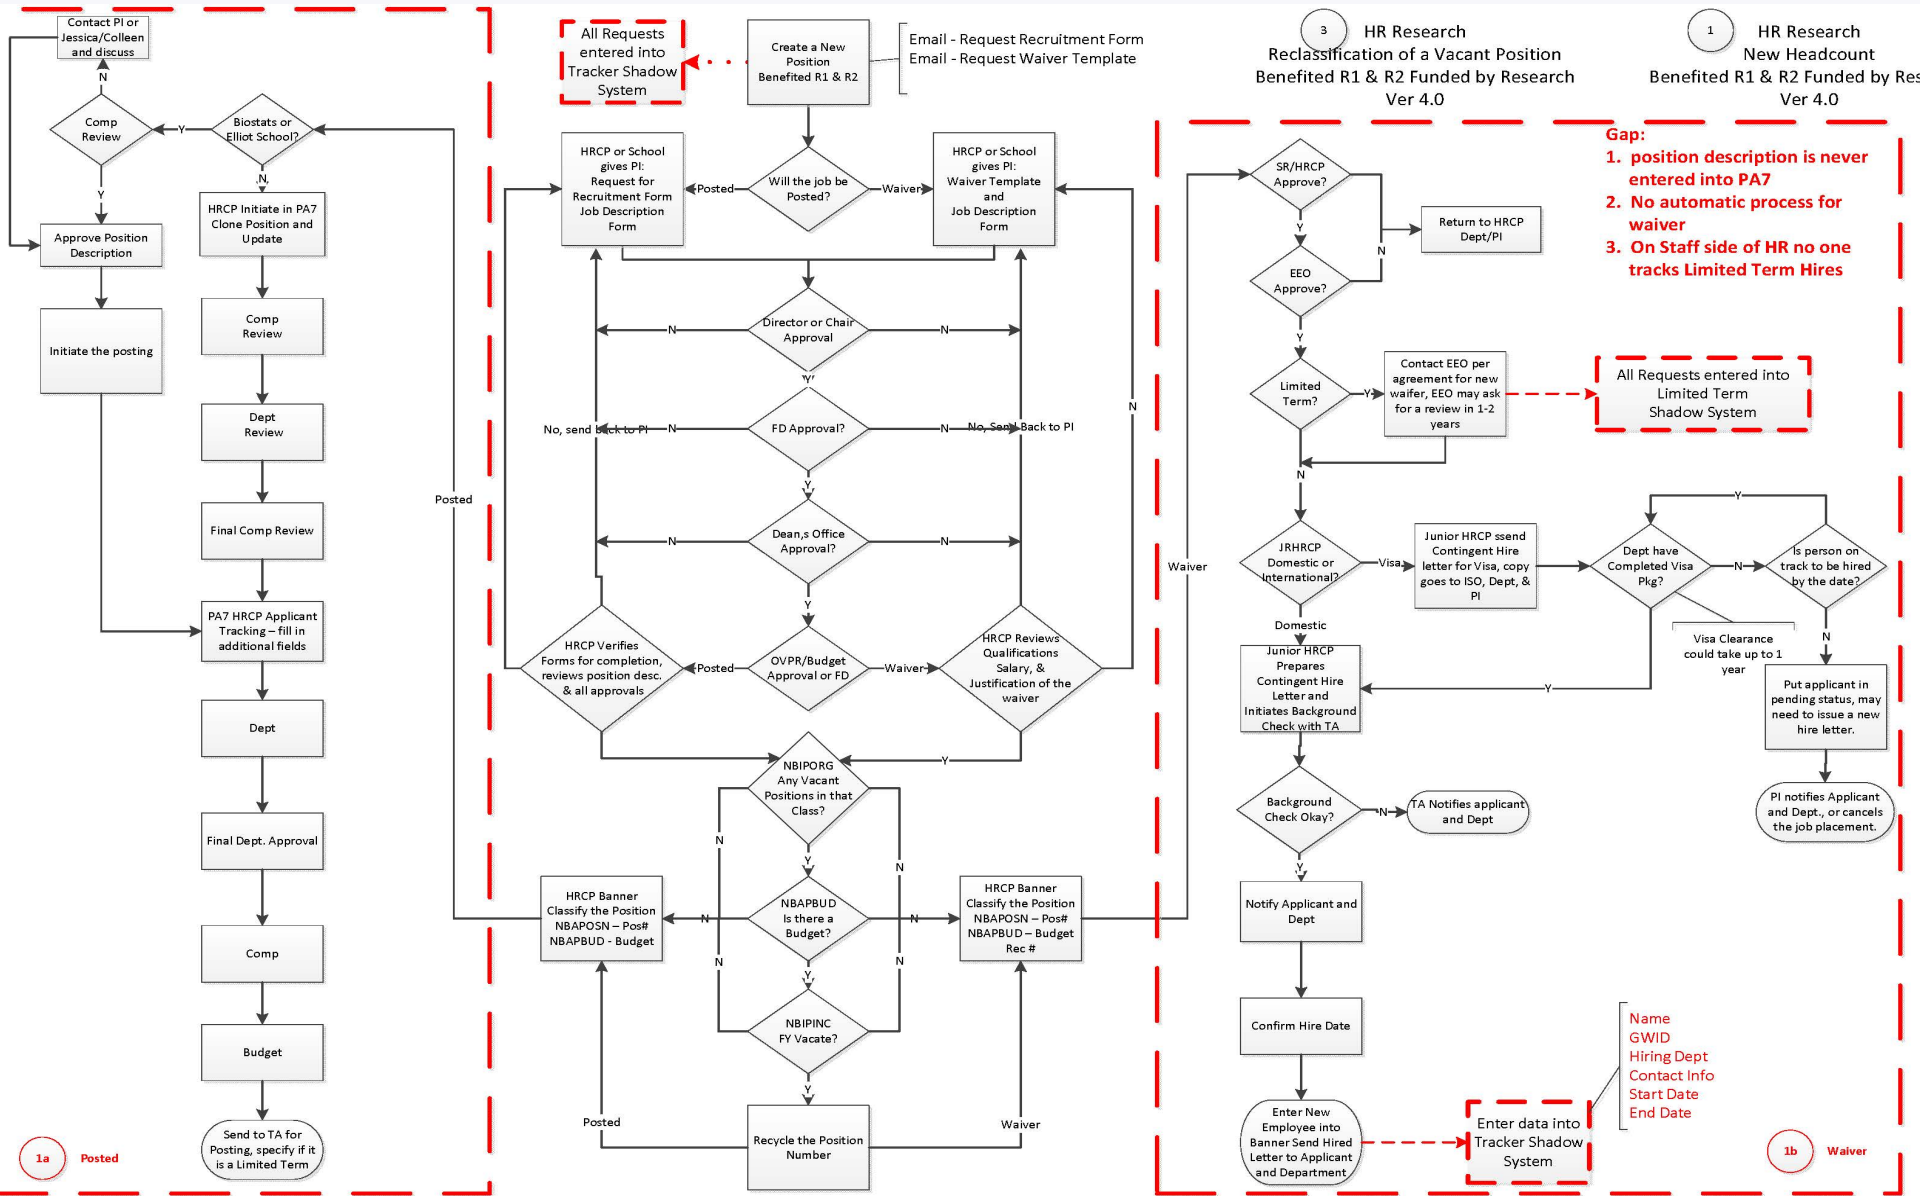 3
HR Research
Reclassification of a Vacant Position
Benefited R1 & R2 Funded by Research
Ver 4.0
1
HR Research
New Headcount
Benefited R1 & R2 Funded by Res
Ver 4.0
Contact PI or
Jessica/Colleen
and discuss
N
Comp
Review
Y
Biostats or
Elliot School?
Y
N
Approve Position
Description
Initiate the posting
HRCP Initiate in PA7
Clone Position and
Update
Comp
Review
Dept
Review
Final Comp Review
PA7 HRCP Applicant
Tracking – fill in
additional fields
Dept
Final Dept. Approval
Comp
Budget
Send to TA for
Posting, specify if it
is a Limited Term
1a
Posted
Posted
All Requests
entered into
Tracker Shadow
System
Create a New
Position
Benefited R1 & R2
Email - Request Recruitment Form
Email - Request Waiver Template
HRCP or School
gives PI:
Request for
Recruitment Form
Job Description
Form
Posted
Will the job be
Posted?
Waiver
HRCP or School
gives PI:
Waiver Template
and
Job Description
Form
N
Director or Chair
Approval
N
Y
No, send back to PI
N
FD Approval?
N
No, Send Back to PI
N
Y
N
Dean,s Office
Approval?
N
Y
HRCP Verifies
Forms for completion,
reviews position desc.
& all approvals
Posted
OVPR/Budget
Approval or FD
Waiver
HRCP Reviews
Qualifications
Salary, &
Justification of the
waiver
Y
NBIPORG
Any Vacant
Positions in that
Class?
N
Y
N
HRCP Banner
Classify the Position
NBAPOSN – Pos#
NBAPBUD - Budget
N
NBAPBUD
Is there a
Budget?
N
HRCP Banner
Classify the Position
NBAPOSN – Pos#
NBAPBUD – Budget
Rec #
N
Y
N
NBIPINC
FY Vacate?
Y
Posted
Recycle the Position
Number
Waiver
Waiver
SR/HRCP
Approve?
Y
Return to HRCP
Dept/PI
N
EEO
Approve?
Y
Gap:
1. position description is never
entered into PA7
2. No automatic process for
waiver
3. On Staff side of HR no one
tracks Limited Term Hires
Limited
Term?
Y
Contact EEO per
agreement for new
waifer, EEO may ask
for a review in 1-2
years
All Requests entered into
Limited Term
Shadow System
N
JRHRCP
Domestic or
International?
Visa
Junior HRCP ssend
Contingent Hire
letter for Visa, copy
goes to ISO, Dept, &
PI
Dept have
Completed Visa
Pkg?
N
Is person on
track to be hired
by the date?
Y
Domestic
Visa Clearance
could take up to 1
year
N
Junior HRCP
Prepares
Contingent Hire
Letter and
Initiates Background
Check with TA
Y
Put applicant in
pending status, may
need to issue a new
hire letter.
PI notifies Applicant
and Dept., or cancels
the job placement.
Background
Check Okay?
N
TA Notifies applicant
and Dept
Y
Notify Applicant and
Dept
Confirm Hire Date
Enter New
Employee into
Banner Send Hired
Letter to Applicant
and Department
Enter data into
Tracker Shadow
System
Name
GWID
Hiring Dept
Contact Info
Start Date
End Date
1b
Waiver